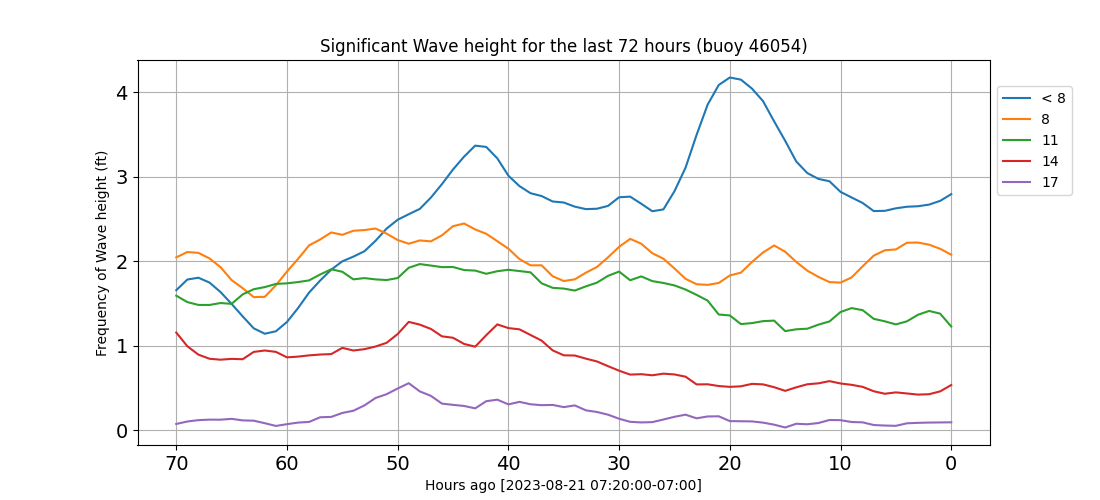 Significant Wave height for the last 72 hours (buoy 46054)
Frequency of Wave height (ft)
4
3
2
1
0
70 60 50 40 30 20 10 0
Hours ago [2023-08-21 07:20:00-07:00]
< 8
8
11
14
17